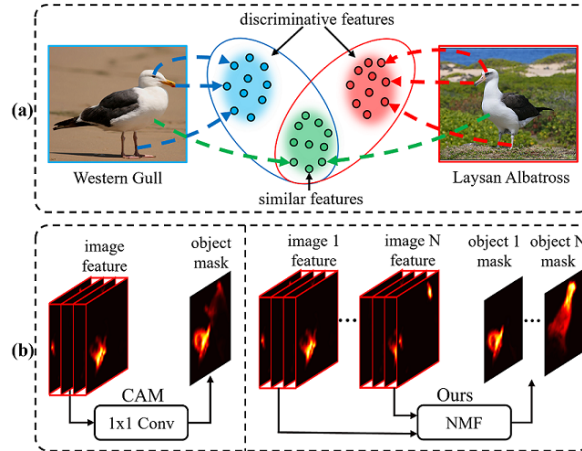 discriminative features
(a)
Western Gull
Laysan Albatross
similar features
image
feature
object
mask
image 1
feature
image N
feature
object 1
mask
object N
mask
(b)
CAM
1x1 Conv
Ours
NMF